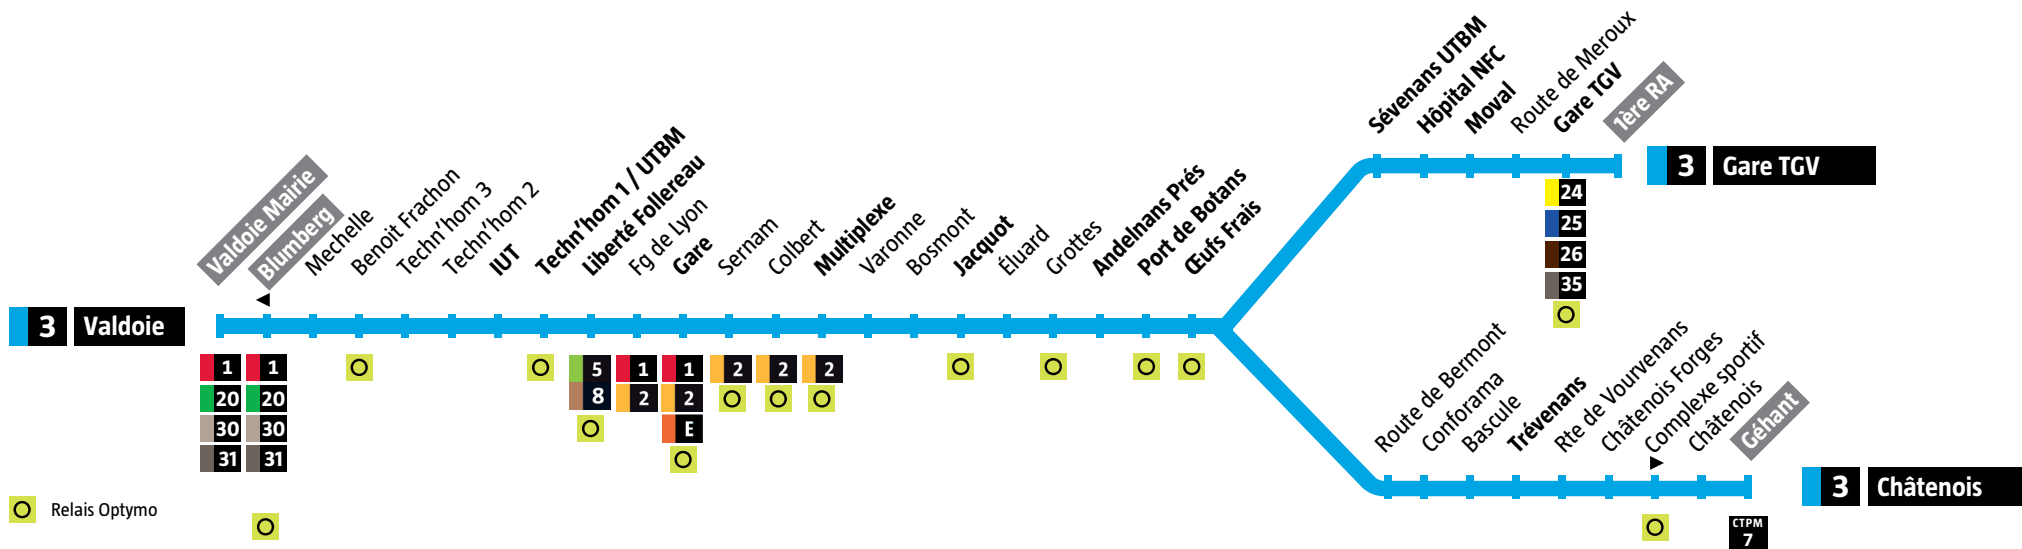 3 Valdoie
Valdoie Mairie
Blumberg
Mechelle
Benoit Frachon
Techn'hom 3
Techn'hom 2
IUT
Techn'hom 1 / UTBM
Liberté Follereau
Fg de Lyon
Gare
Sernam
Colbert
Multiplexe
Varonne
Bosmont
Jacquot
Éluard
Grottes
Andelnans Prés
Port de Botans
Œufs Frais
1
20
30
31
1
20
30
31
5
8
1
2
1
2
E
2
2
2
Sévenans UTBM
Hôpital NFC
Moval
Route de Meroux
Gare TGV
1ère RA
3 Gare TGV
24
25
26
35
Route de Bermont
Conforama
Bascule
Trévenans
Rte de Vourvenans
Châtenois Forges
Complexe sportif
Châtenois
Géhant
3 Châtenois
CTPM
7
Relais Optymo